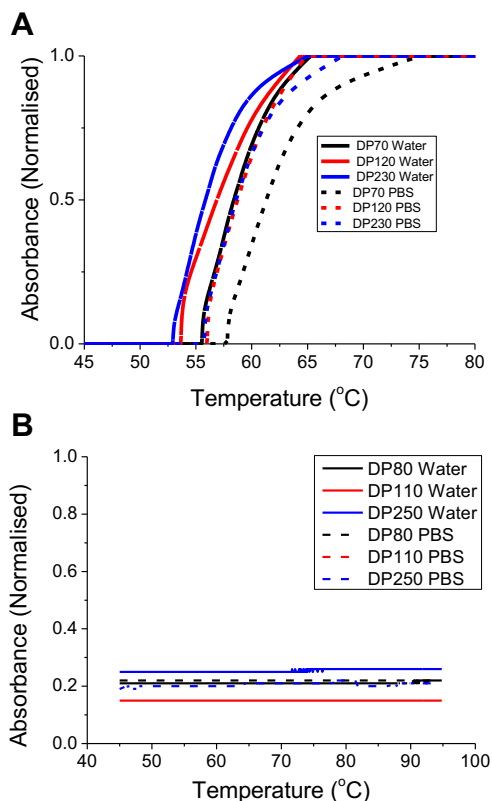 A
Absorbance (Normalised)
1.0
0.5
0.0
DP70 Water
DP120 Water
DP230 Water
DP70 PBS
DP120 PBS
DP230 PBS
45 50 55 60 65 70 75 80
Temperature (°C)
B
Absorbance (Normalised)
1.0
0.8
0.6
0.4
0.2
0.0
DP80 Water
DP110 Water
DP250 Water
DP80 PBS
DP110 PBS
DP250 PBS
40 50 60 70 80 90 100
Temperature (°C)